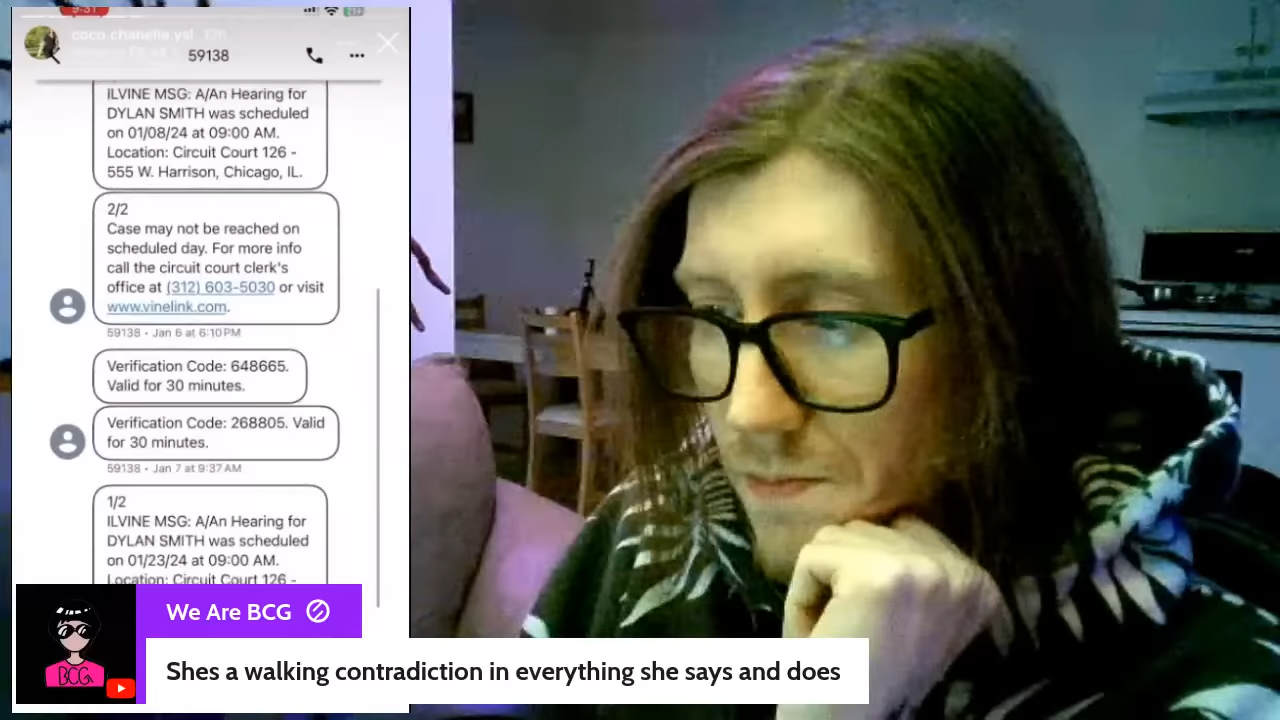 9:31
coco.chanelle.ysl 12h
59138
ILVINE MSG: A/An Hearing for
DYLAN SMITH was scheduled
on 01/08/24 at 09:00 AM.
Location: Circuit Court 126 -
555 W. Harrison, Chicago, IL.
2/2
Case may not be reached on
scheduled day. For more info
call the circuit court clerk's
office at (312) 603-5030 or visit
www.vinelink.com.
59138 • Jan 6 at 6:10 PM
Verification Code: 648665.
Valid for 30 minutes.
Verification Code: 268805. Valid
for 30 minutes.
59138 • Jan 7 at 9:37 AM
1/2
ILVINE MSG: A/An Hearing for
DYLAN SMITH was scheduled
on 01/23/24 at 09:00 AM.
Location: Circuit Court 126 -
BCG
We Are BCG
Shes a walking contradiction in everything she says and does